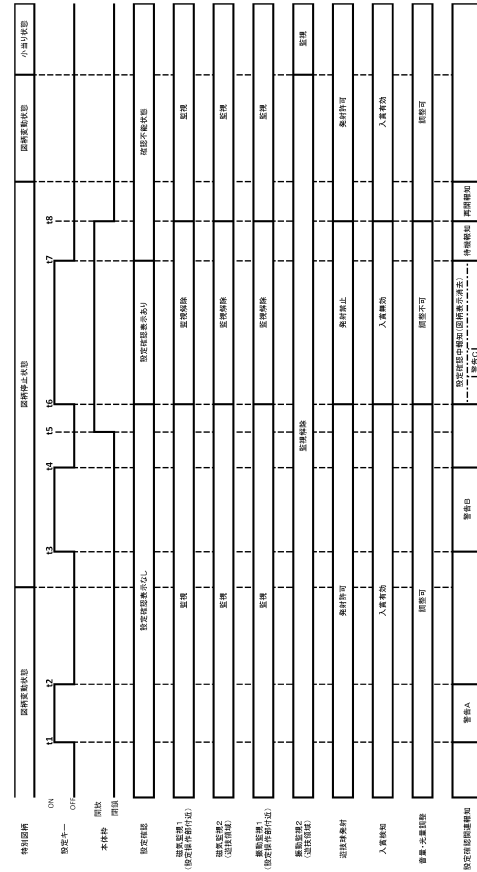 特別図柄
図柄変動状態
図柄停止状態
図柄変動状態
小当り状態
t1
t2
t3
t4
t5
t6
t7
t8
設定キー
ON
OFF
本体枠
開放
閉鎖
設定確認
設定確認表示なし
設定確認表示あり
確認不能状態
磁気監視1
(設定操作部付近)
監視
監視解除
監視
磁気監視2
(遊技領域)
監視
監視解除
監視
振動監視1
(設定操作部付近)
監視
監視解除
監視
振動監視2
(遊技領域)
監視解除
監視
遊技球発射
発射許可
発射禁止
発射許可
入賞検知
入賞有効
入賞無効
入賞有効
音量・光量調整
調整可
調整不可
調整可
設定確認関連報知
警告A
警告B
設定確認中報知(図柄表示消去)
警告C
待機報知
再開報知